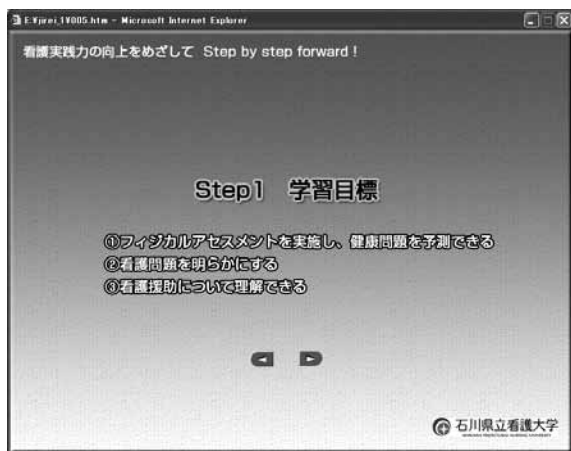 E:¥jirei_1¥005.htm - Microsoft Internet Explorer
看護実践力の向上をめざして Step by step forward !
Step1 学習目標
①フィジカルアセスメントを実施し、健康問題を予測できる
②看護問題を明らかにする
③看護援助について理解できる
石川県立看護大学
ISHIKAWA PREFECTURAL NURSING UNIVERSITY